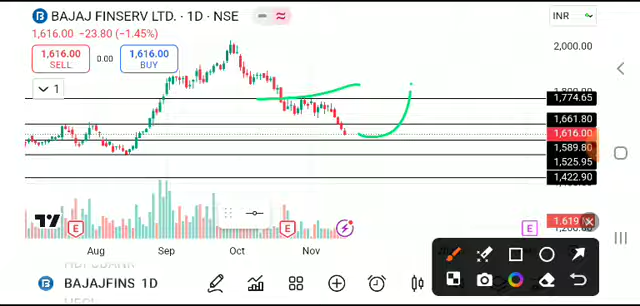 BAJAJ FINSERV LTD. · 1D · NSE
INR
1,616.00 -23.80 (-1.45%)
1,616.00
SELL
0.00
1,616.00
BUY
2,000.00
1
1,774.65
1,661.80
1,616.00
1,589.80
1,525.95
1,422.90
1,619
E
E
E
Aug
Sep
Oct
Nov
BAJAJFINS 1D